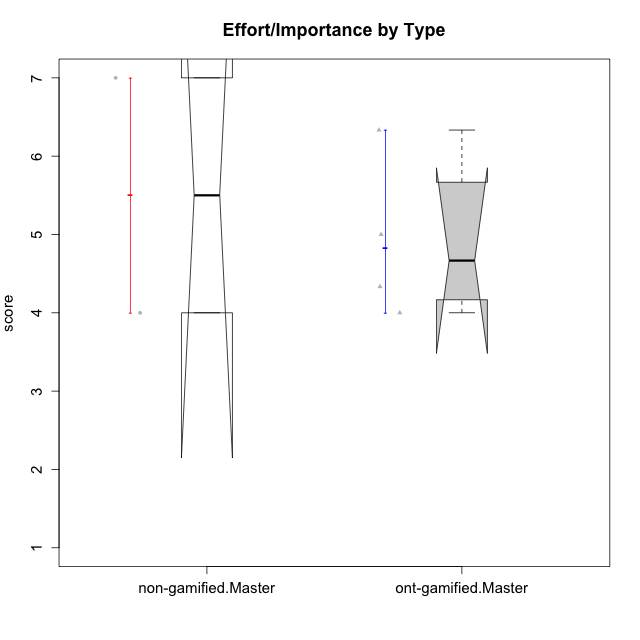 Effort/Importance by Type
score
7
6
5
4
3
2
1
non-gamified.Master
ont-gamified.Master